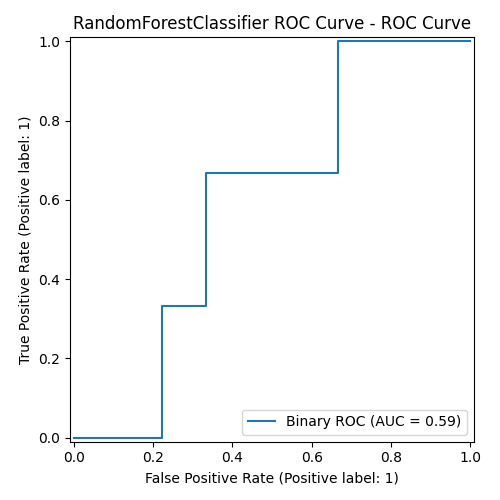 RandomForestClassifier ROC Curve - ROC Curve
1.0
0.8
0.6
0.4
0.2
0.0
True Positive Rate (Positive label: 1)
Binary ROC (AUC = 0.59)
0.0 0.2 0.4 0.6 0.8 1.0
False Positive Rate (Positive label: 1)